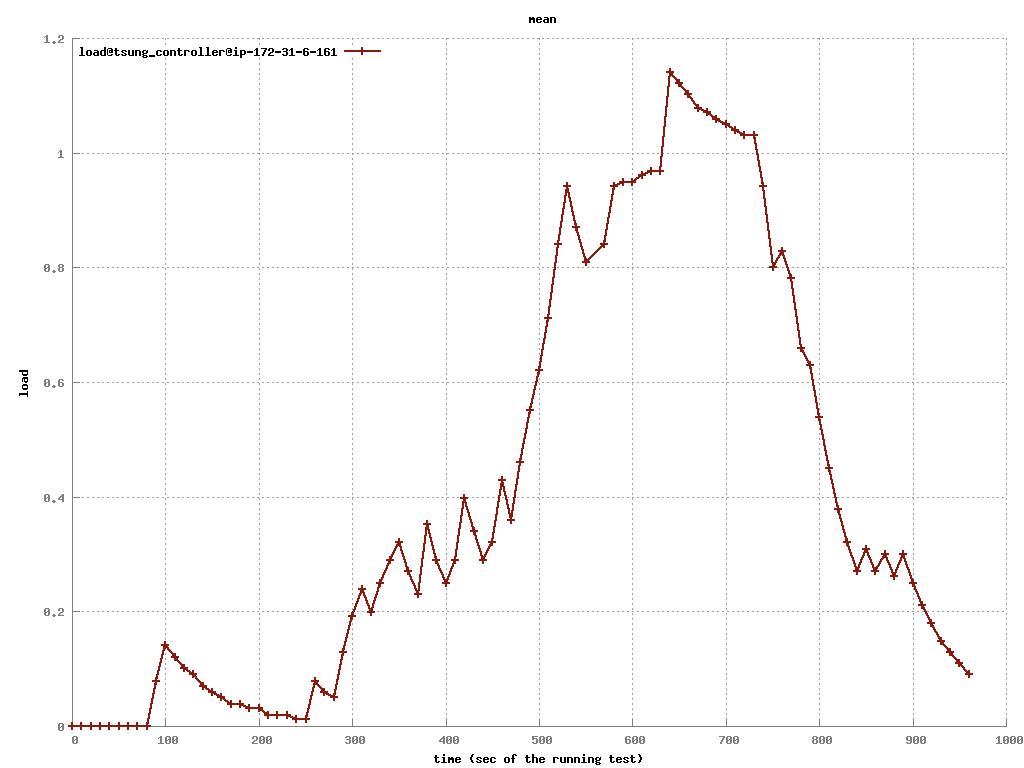 mean
1.2
load@tsung_controller@ip-172-31-6-161
1
0.8
0.6
load
0.4
0.2
0
0 100 200 300 400 500 600 700 800 900 1000
time (sec of the running test)